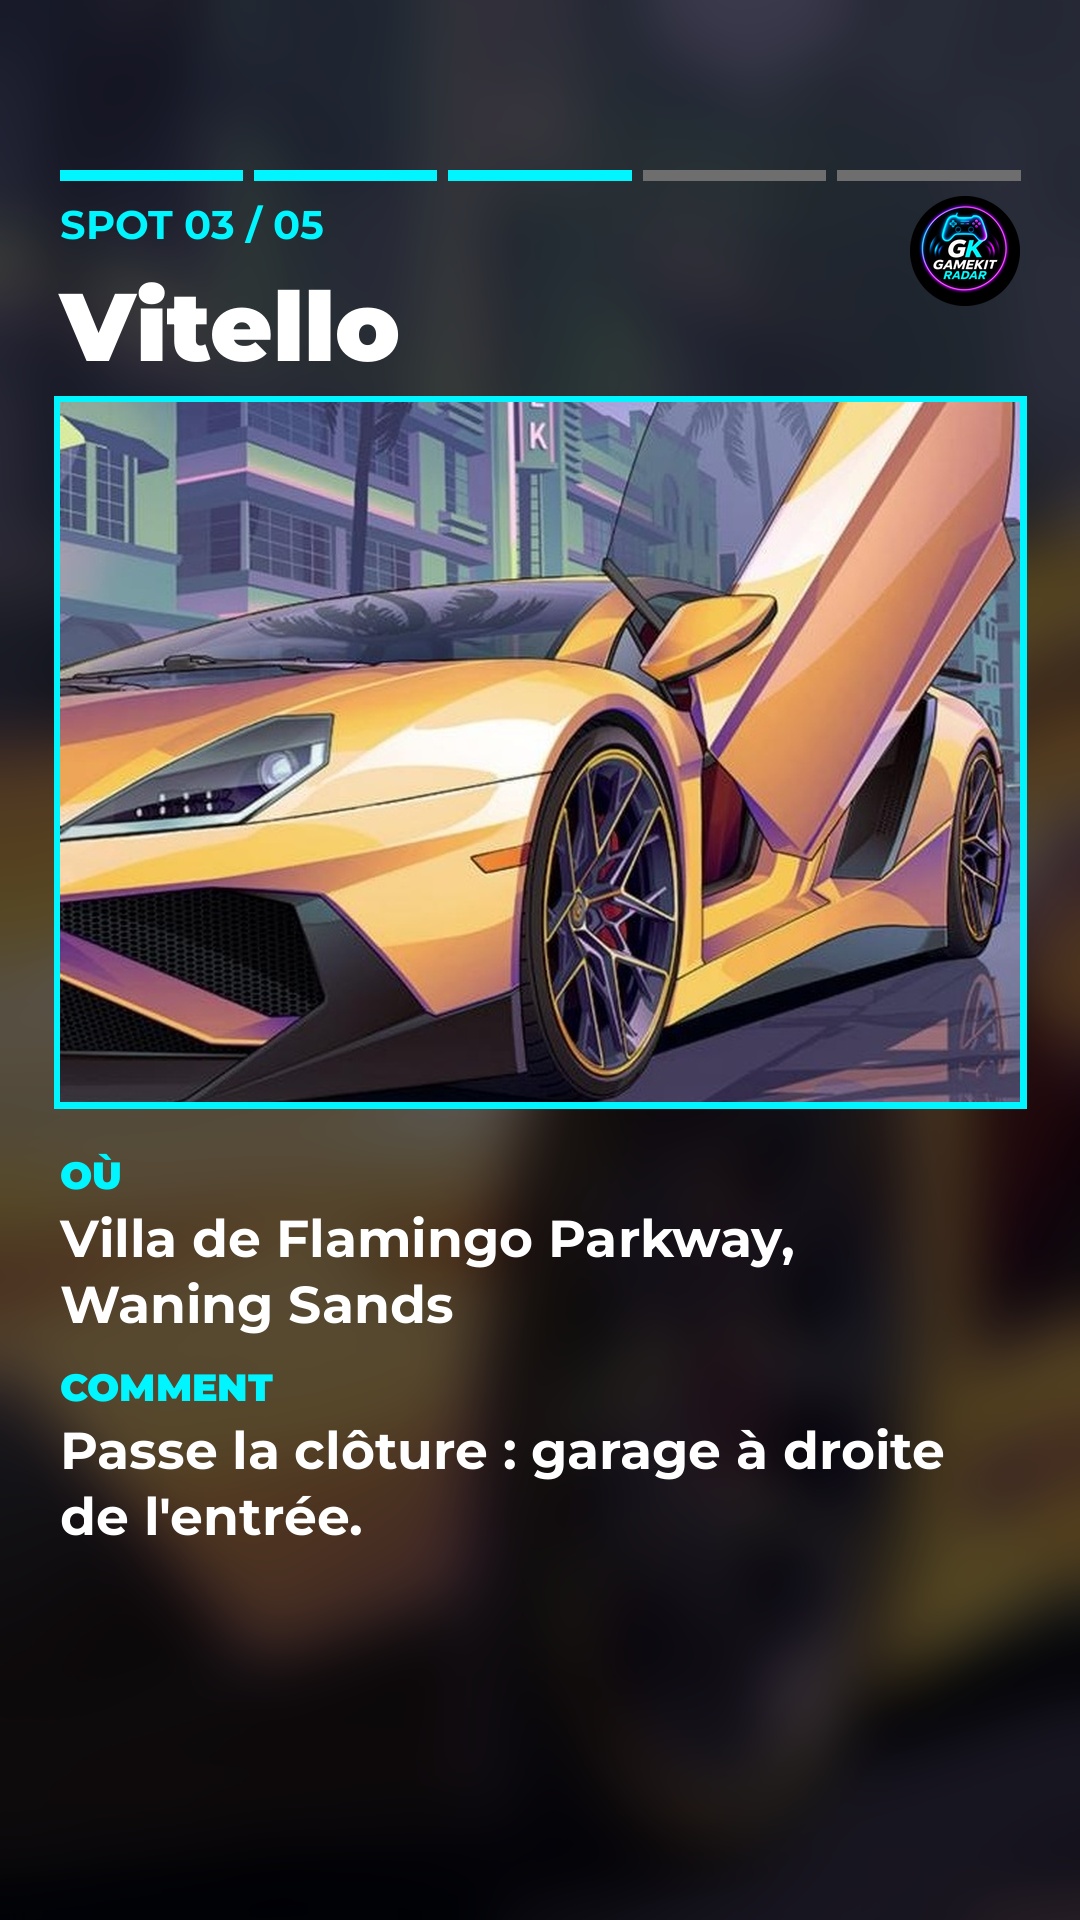 SPOT 03 / 05
GK
GAMEKIT
RADAR
Vitello
K
OÙ
Villa de Flamingo Parkway,
Waning Sands
COMMENT
Passe la clôture : garage à droite
de l'entrée.